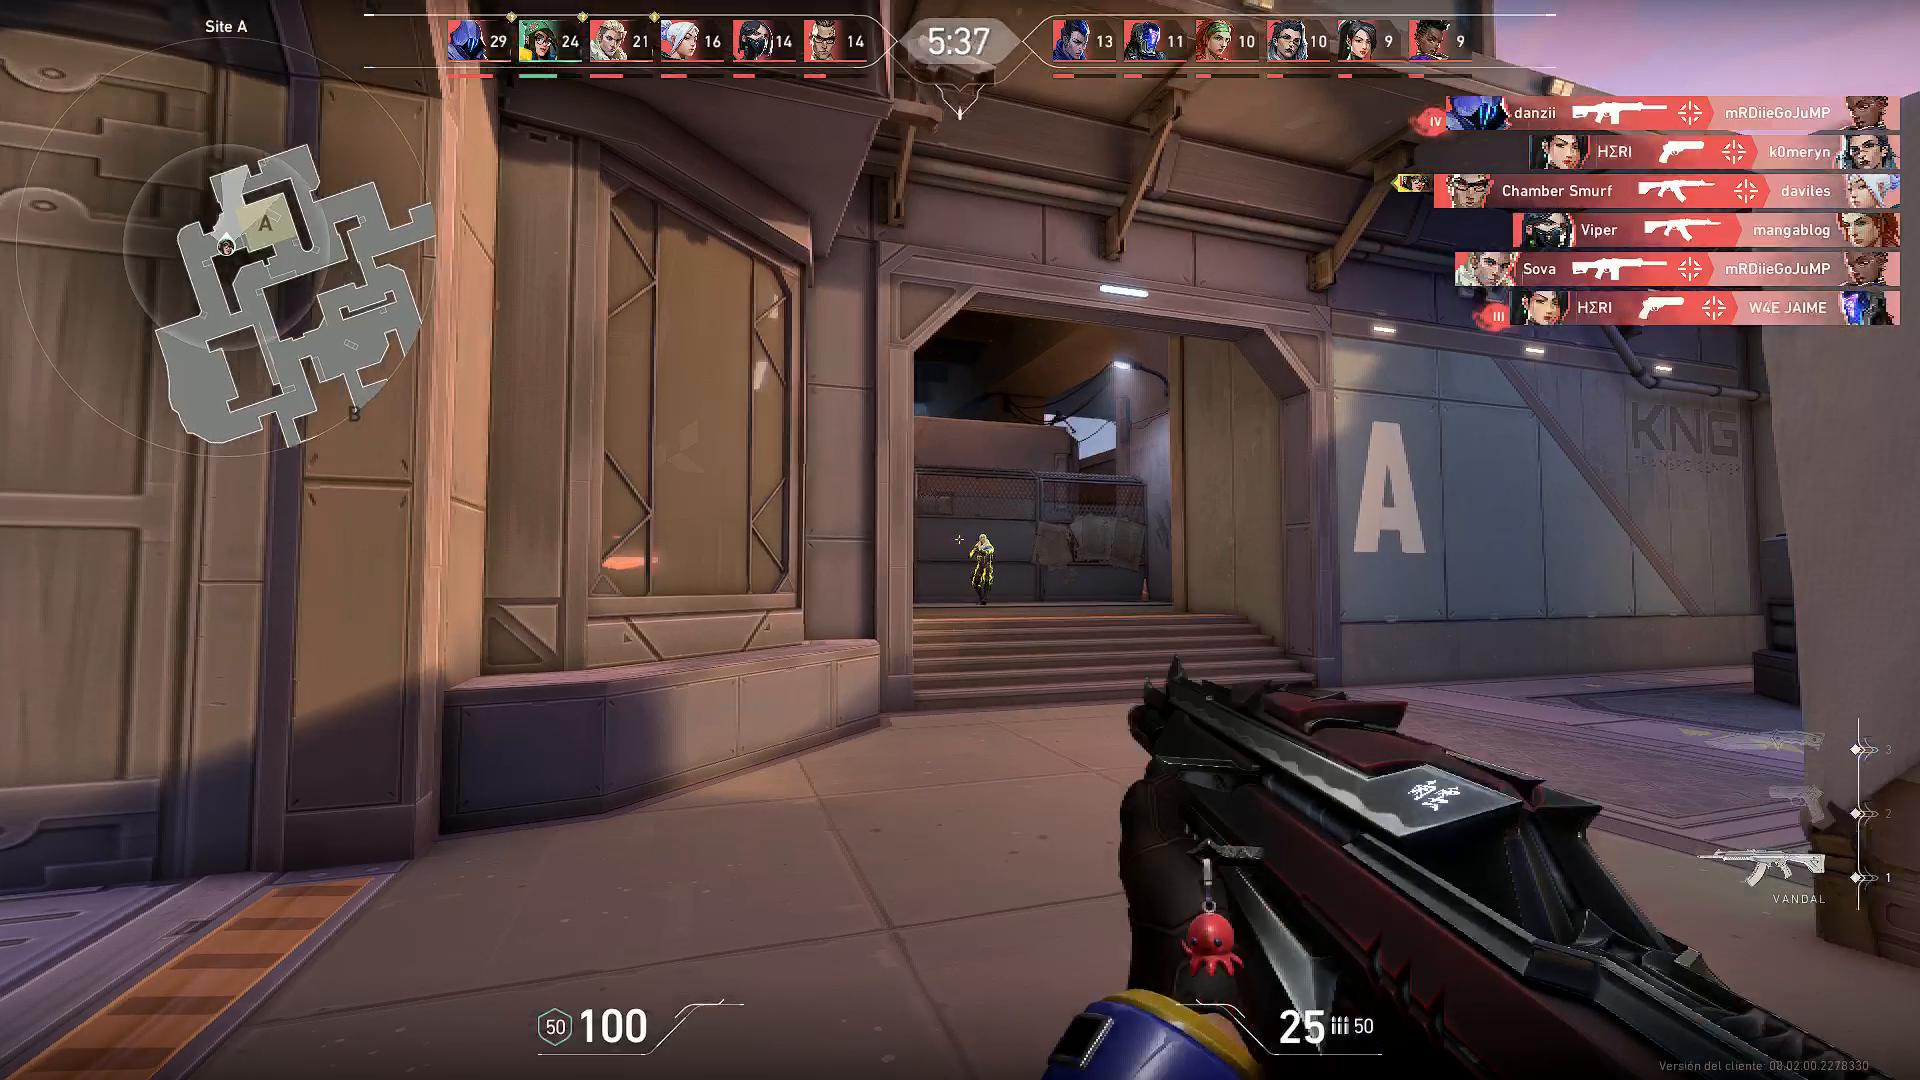 Site A
29 24 21 16 14 14
5:37
13 11 10 10 9 9
IV danzii mRDiieGoJuMP
HΣRI k0meryn
Chamber Smurf daviles
Viper mangablog
Sova mRDiieGoJuMP
III HΣRI W4E JAIME
A
B
A
KNG
3
2
1
VANDAL
50 100
25 50
Versión del cliente: 08.02.00.2278330